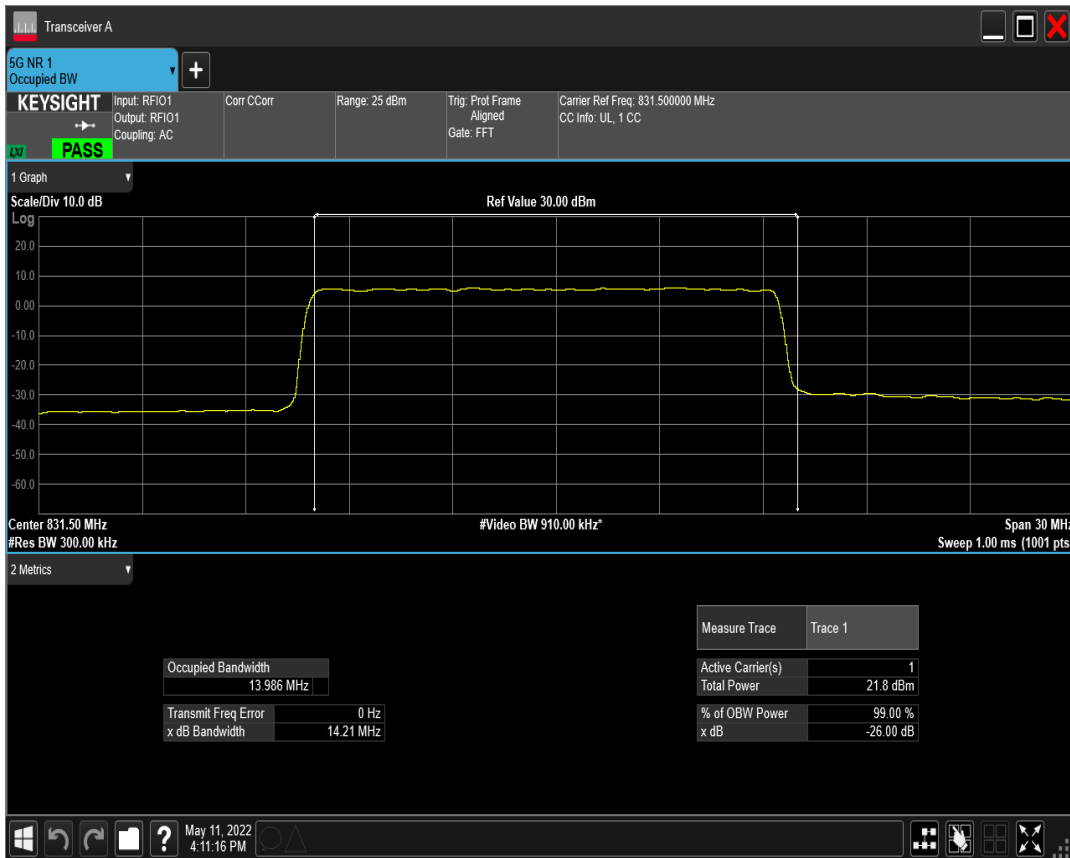 Transceiver A
5G NR 1
Occupied BW
KEYSIGHT
LXI
PASS
Input: RFIO1
Output: RFIO1
Coupling: AC
Corr CCorr
Range: 25 dBm
Trig: Prot Frame
Aligned
Gate: FFT
Carrier Ref Freq: 831.500000 MHz
CC Info: UL, 1 CC
1 Graph
Scale/Div 10.0 dB
Ref Value 30.00 dBm
Log
20.0
10.0
0.00
-10.0
-20.0
-30.0
-40.0
-50.0
-60.0
Center 831.50 MHz
#Video BW 910.00 kHz*
Span 30 MHz
#Res BW 300.00 kHz
Sweep 1.00 ms (1001 pts
2 Metrics
Measure Trace Trace 1
Occupied Bandwidth
13.986 MHz
Active Carrier(s) 1
Total Power 21.8 dBm
Transmit Freq Error 0 Hz
x dB Bandwidth 14.21 MHz
% of OBW Power 99.00 %
x dB -26.00 dB
?
May 11, 2022
4:11:16 PM